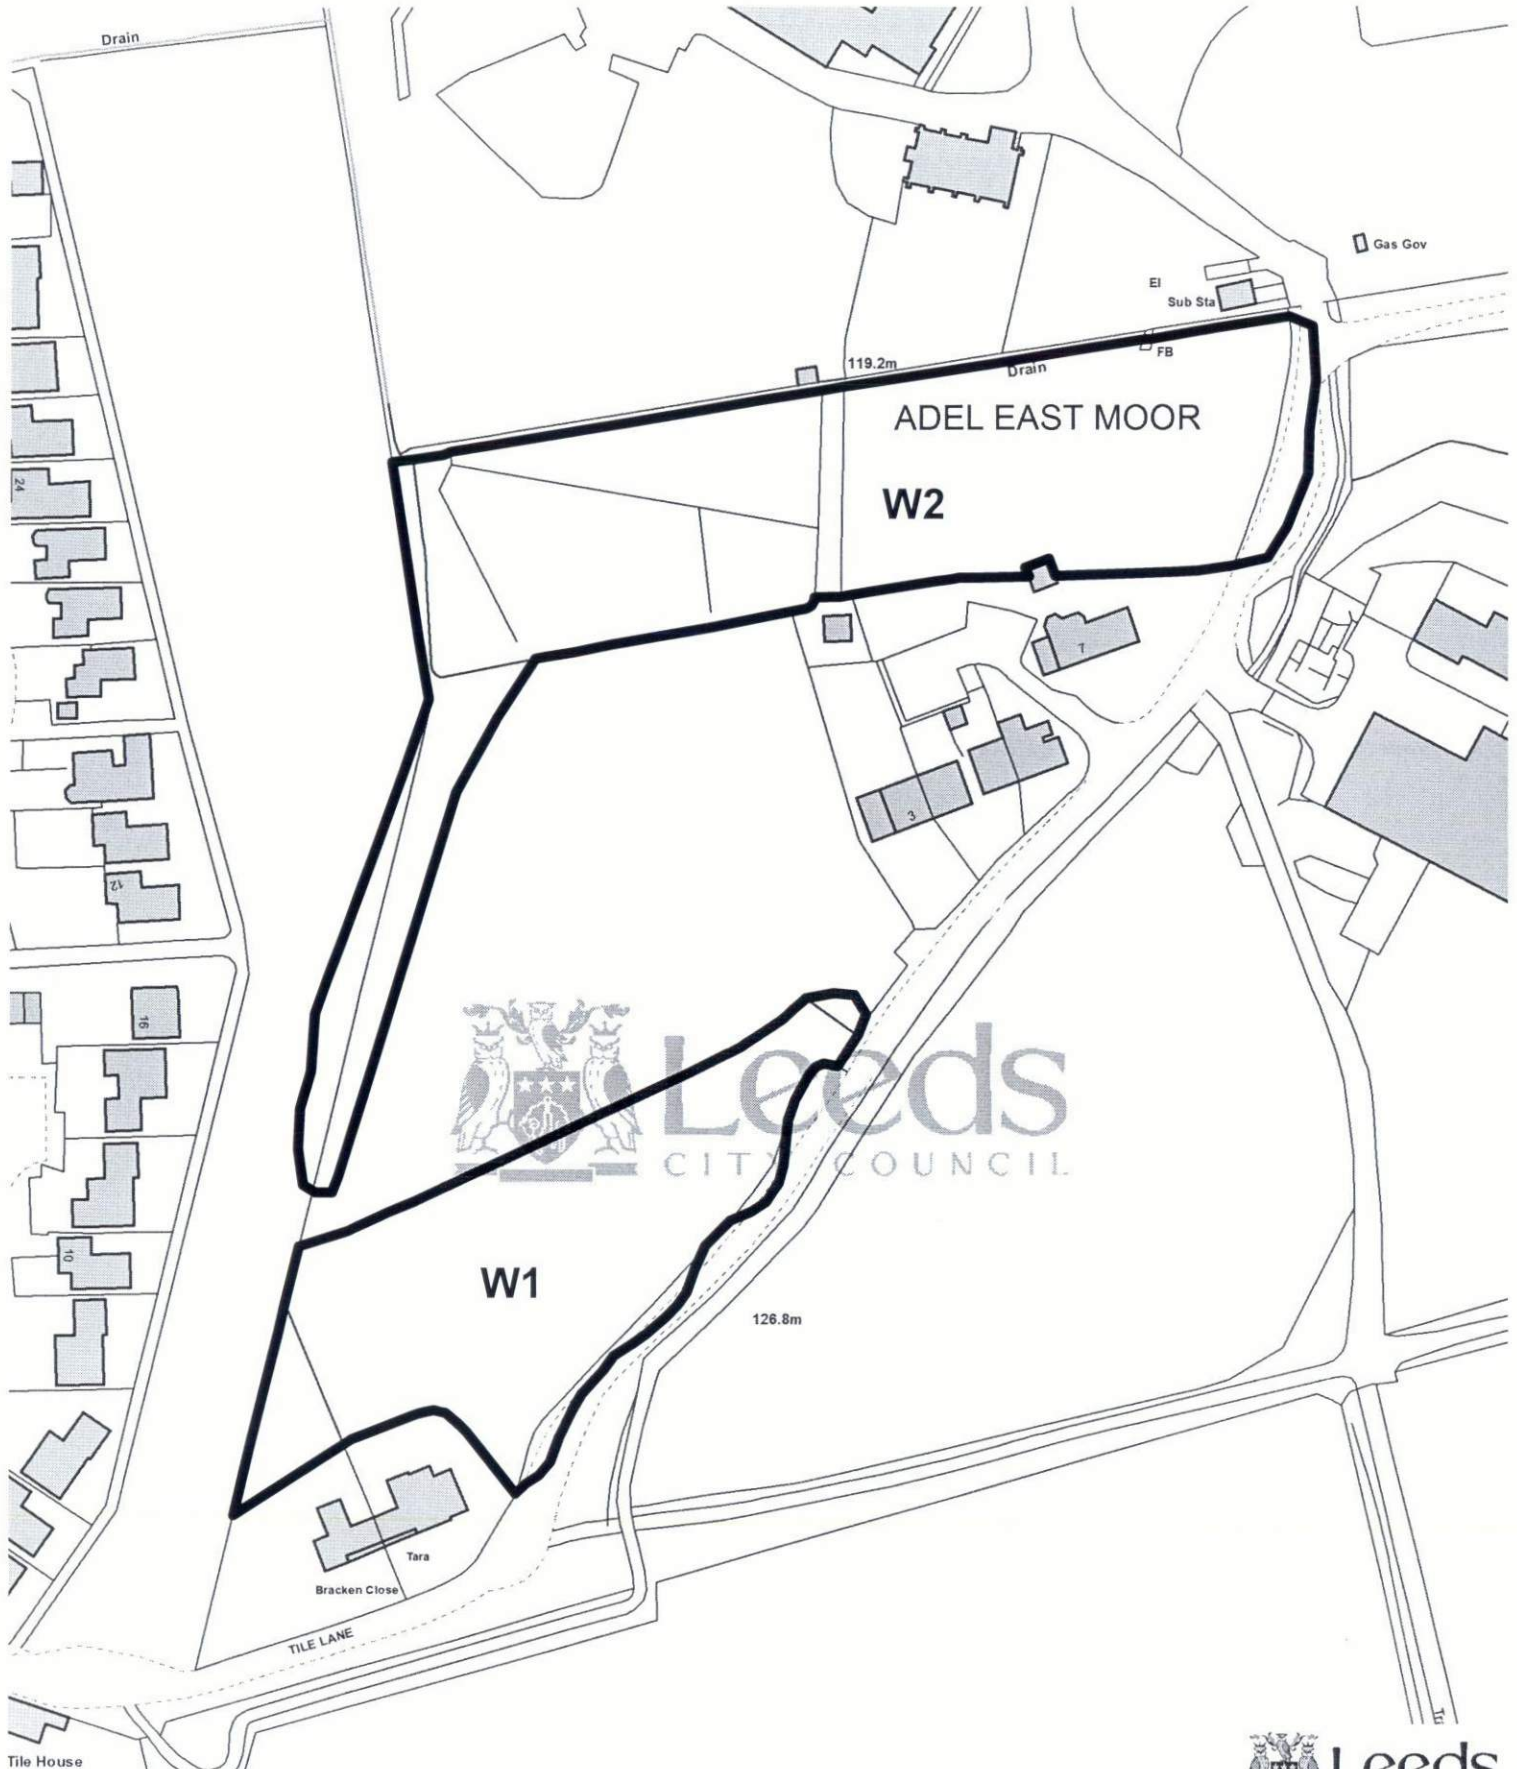 Drain
Gas Gov
El
Sub Sta
FB
119.2m
Drain
ADEL EAST MOOR
W2
24
7
3
12
16
Leeds
CITY COUNCIL
10
W1
126.8m
Tara
Bracken Close
TILE LANE
Tile House
Leeds